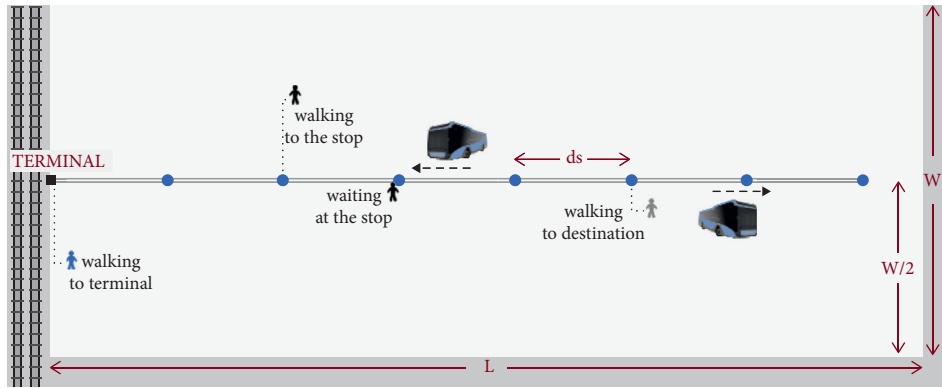 walking
to the stop
TERMINAL
ds
W
waiting
at the stop
walking
to destination
walking
to terminal
W/2
L